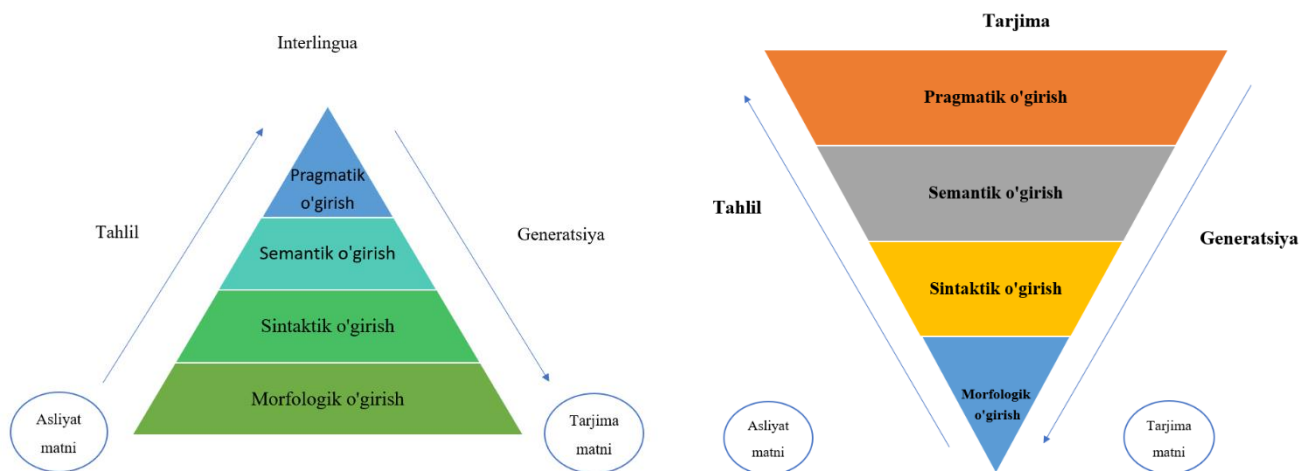 Interlingua
Pragmatik
o'girish
Tahlil
Semantik o'girish
Generatsiya
Sintaktik o'girish
Morfologik o'girish
Asliyat
matni
Tarjima
matni
Tarjima
Pragmatik o'girish
Semantik o'girish
Tahlil
Generatsiya
Sintaktik o'girish
Morfologik
o'girish
Asliyat
matni
Tarjima
matni